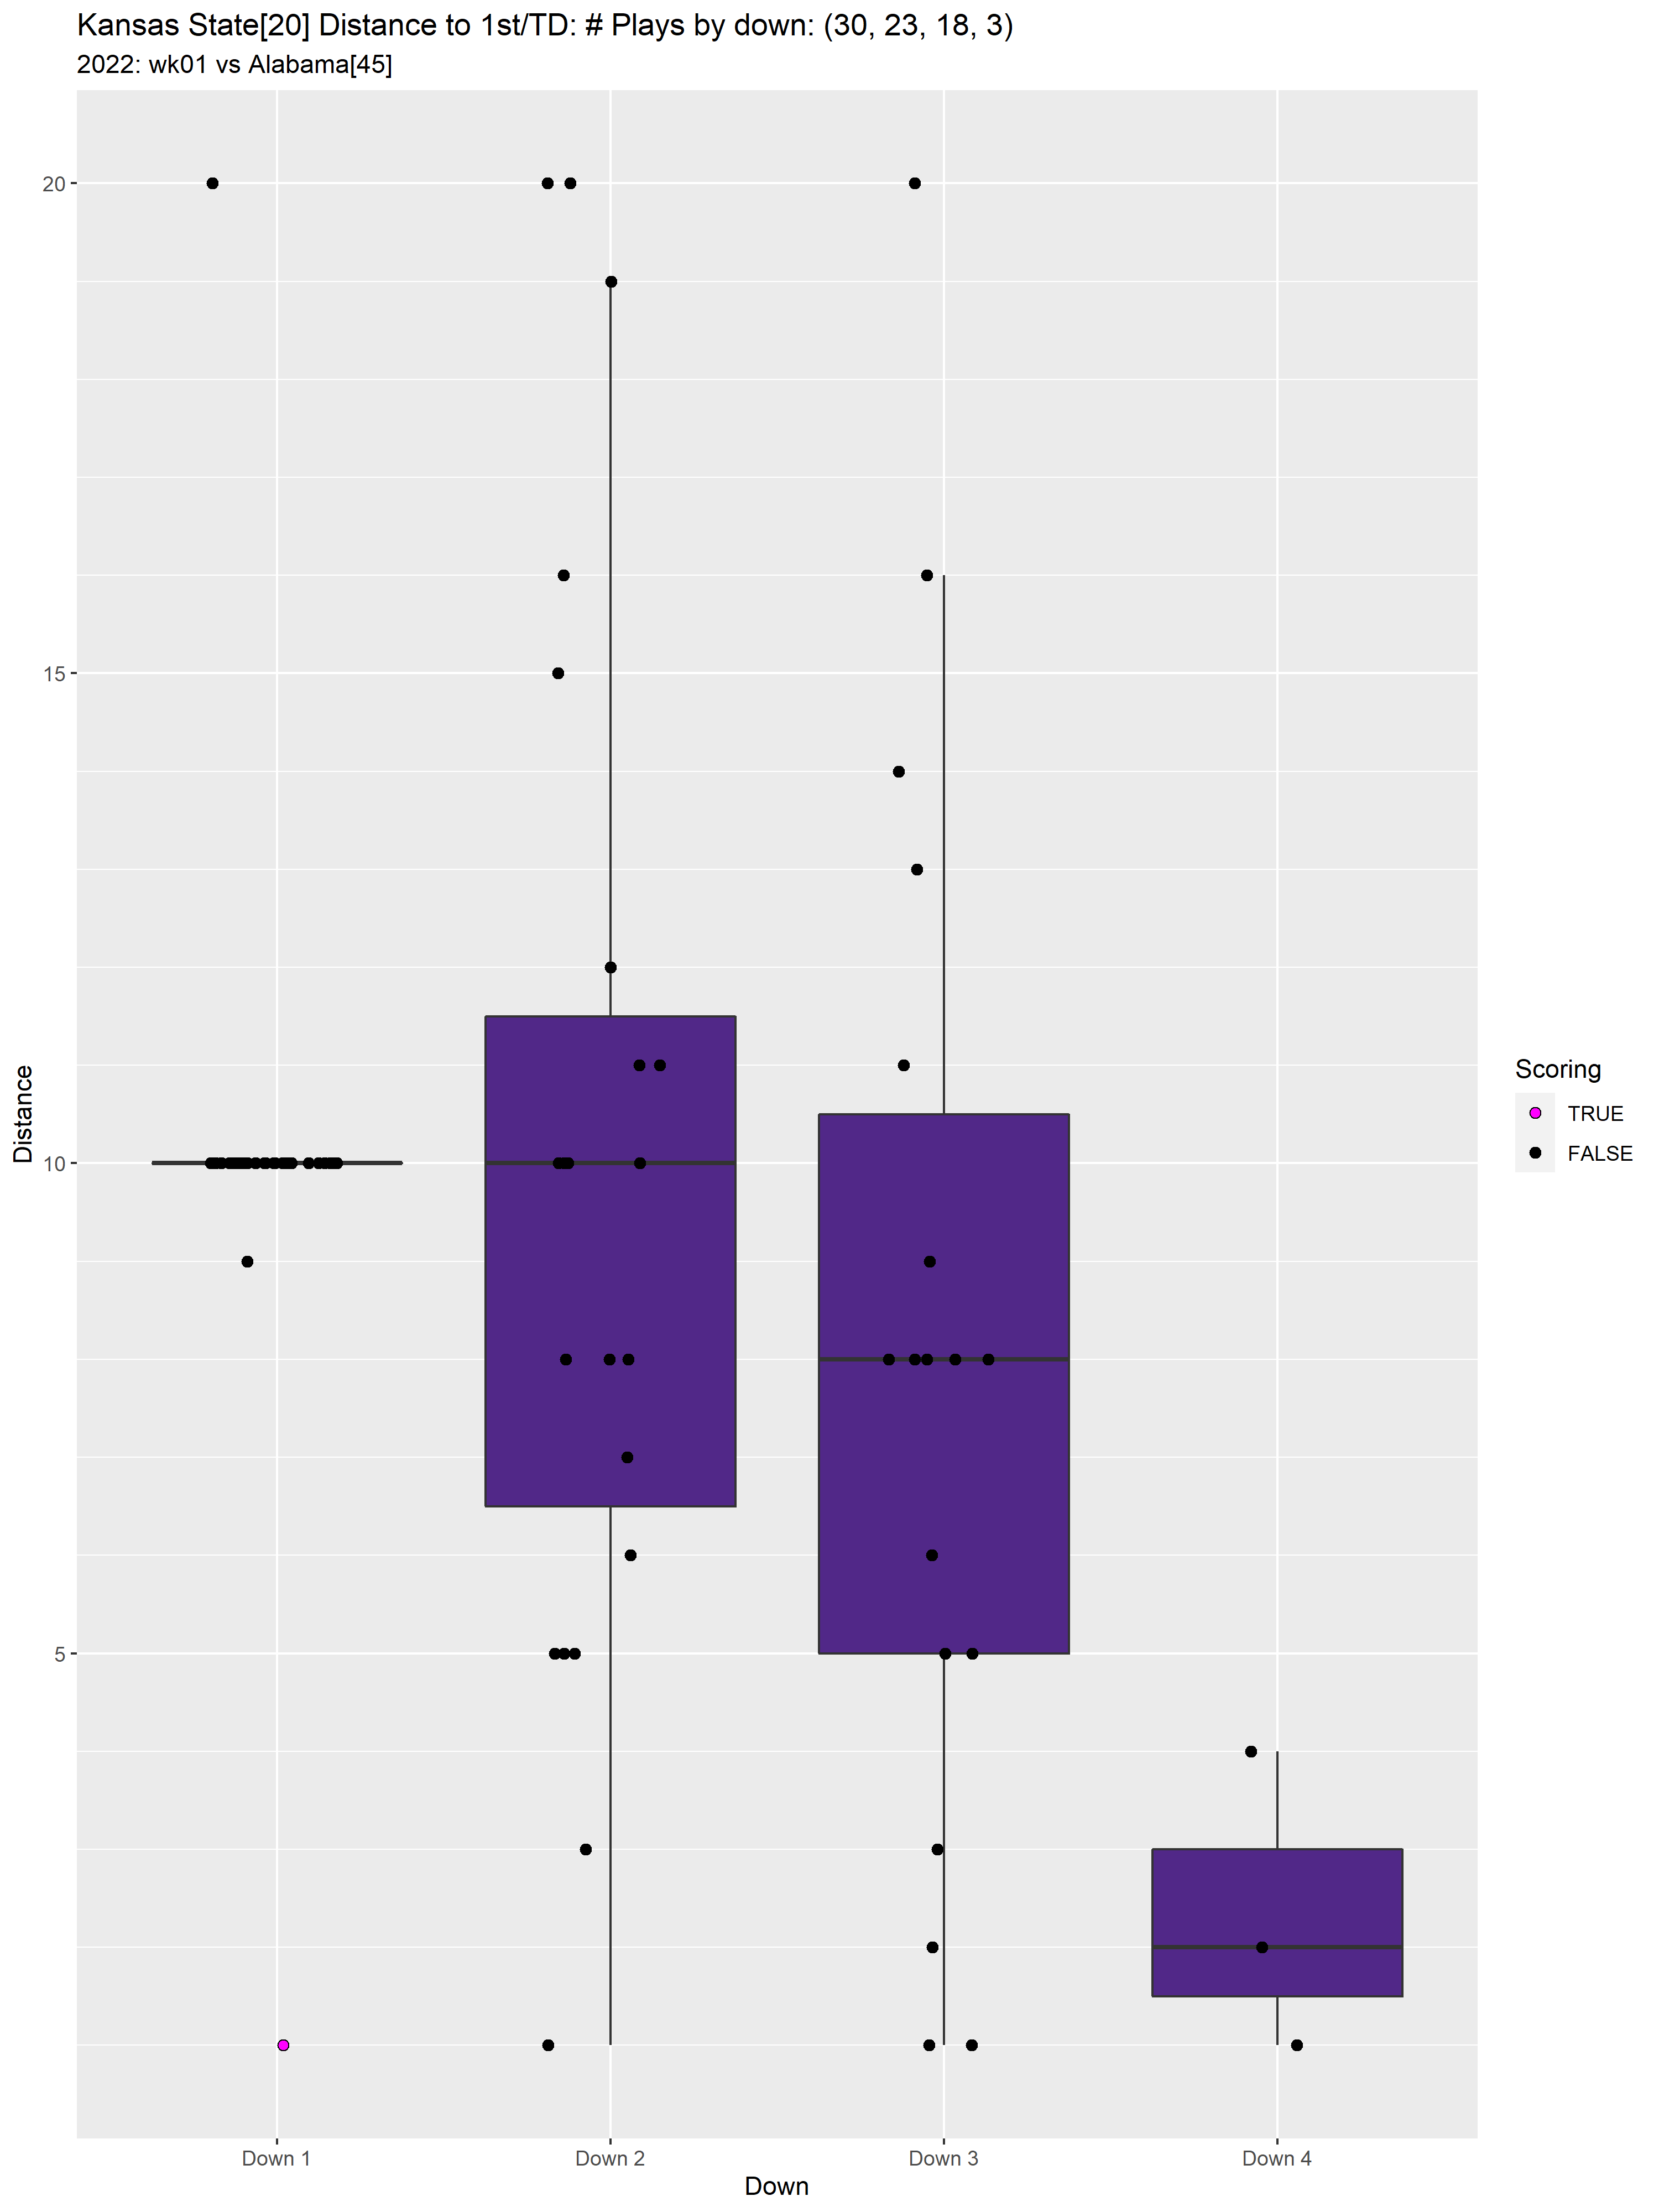 Kansas State[20] Distance to 1st/TD: # Plays by down: (30, 23, 18, 3)
2022: wk01 vs Alabama[45]
20
15
10
5
Distance
Down 1
Down 2
Down 3
Down 4
Down
Scoring
TRUE
FALSE